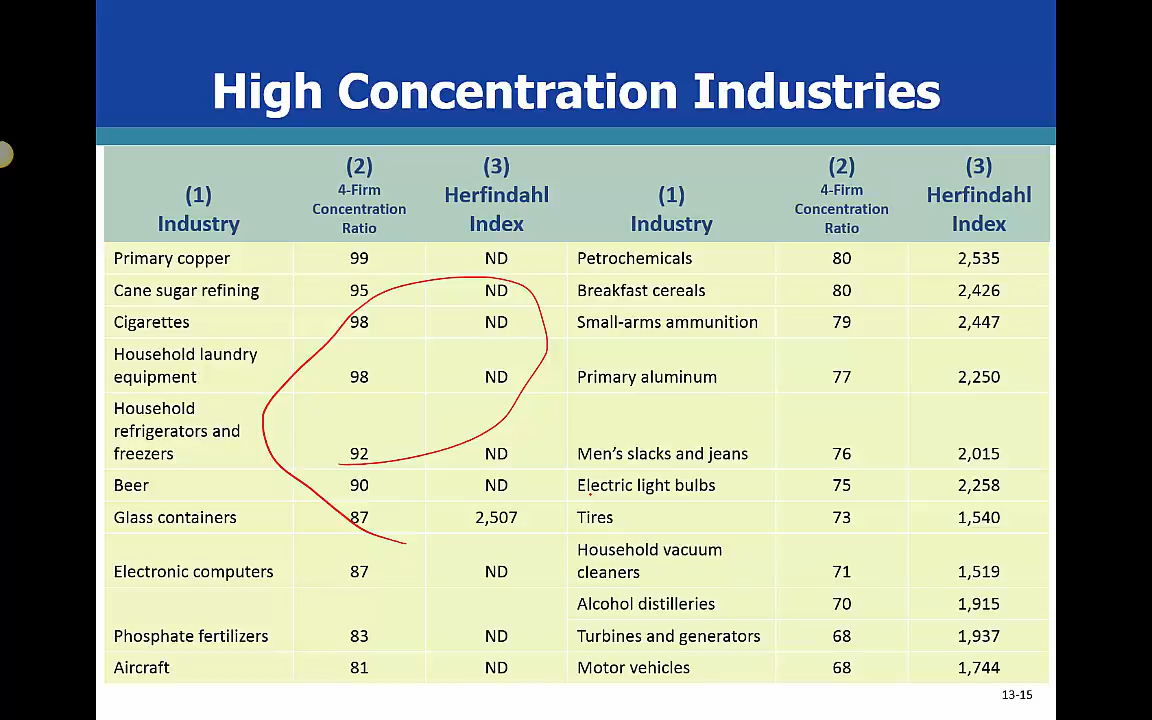 High Concentration Industries
(1) Industry (2) 4-Firm Concentration Ratio (3) Herfindahl Index (1) Industry (2) 4-Firm Concentration Ratio (3) Herfindahl Index
Primary copper 99 ND Petrochemicals 80 2,535
Cane sugar refining 95 ND Breakfast cereals 80 2,426
Cigarettes 98 ND Small-arms ammunition 79 2,447
Household laundry equipment 98 ND Primary aluminum 77 2,250
Household refrigerators and freezers 92 ND Men's slacks and jeans 76 2,015
Beer 90 ND Electric light bulbs 75 2,258
Glass containers 87 2,507 Tires 73 1,540
Electronic computers 87 ND Household vacuum cleaners 71 1,519
Alcohol distilleries 70 1,915
Phosphate fertilizers 83 ND Turbines and generators 68 1,937
Aircraft 81 ND Motor vehicles 68 1,744
13-15